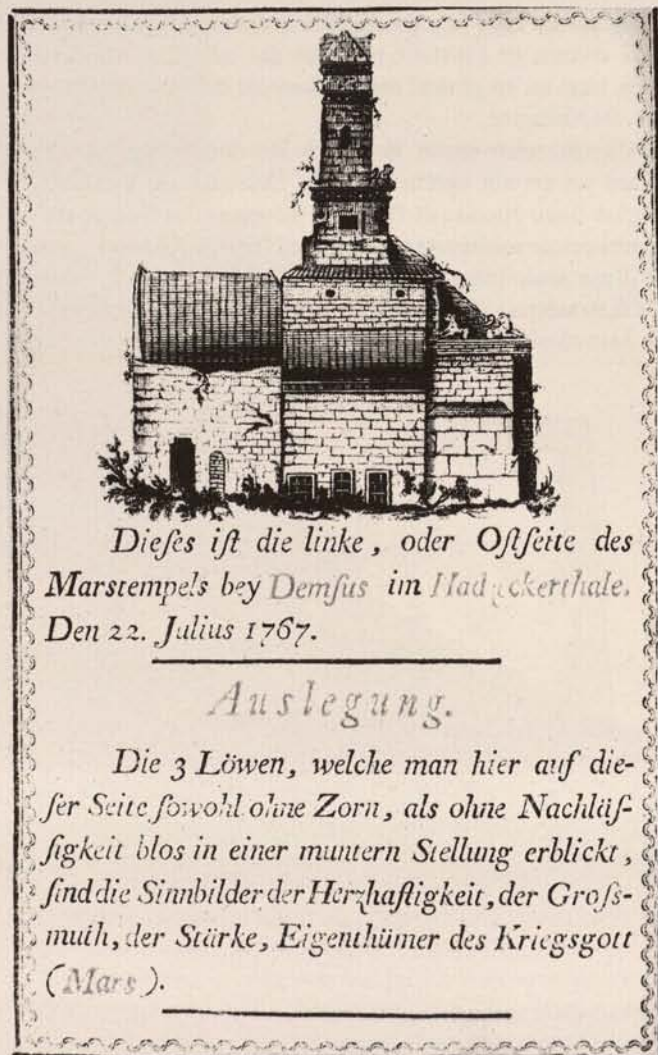 Dieſes iſt die linke, oder Oſtſeite des
Marstempels bey Demſus im Hadzekerthale.
Den 22. Julius 1767.
Auslegung.
Die 3 Löwen, welche man hier auf die-
ſer Seite ſowohl ohne Zorn, als ohne Nachläſ-
ſigkeit blos in einer muntern Stellung erblickt,
ſind die Sinnbilder der Herzhaftigkeit, der Groſs-
muth, der Stärke, Eigenthümer des Kriegsgott
(Mars).